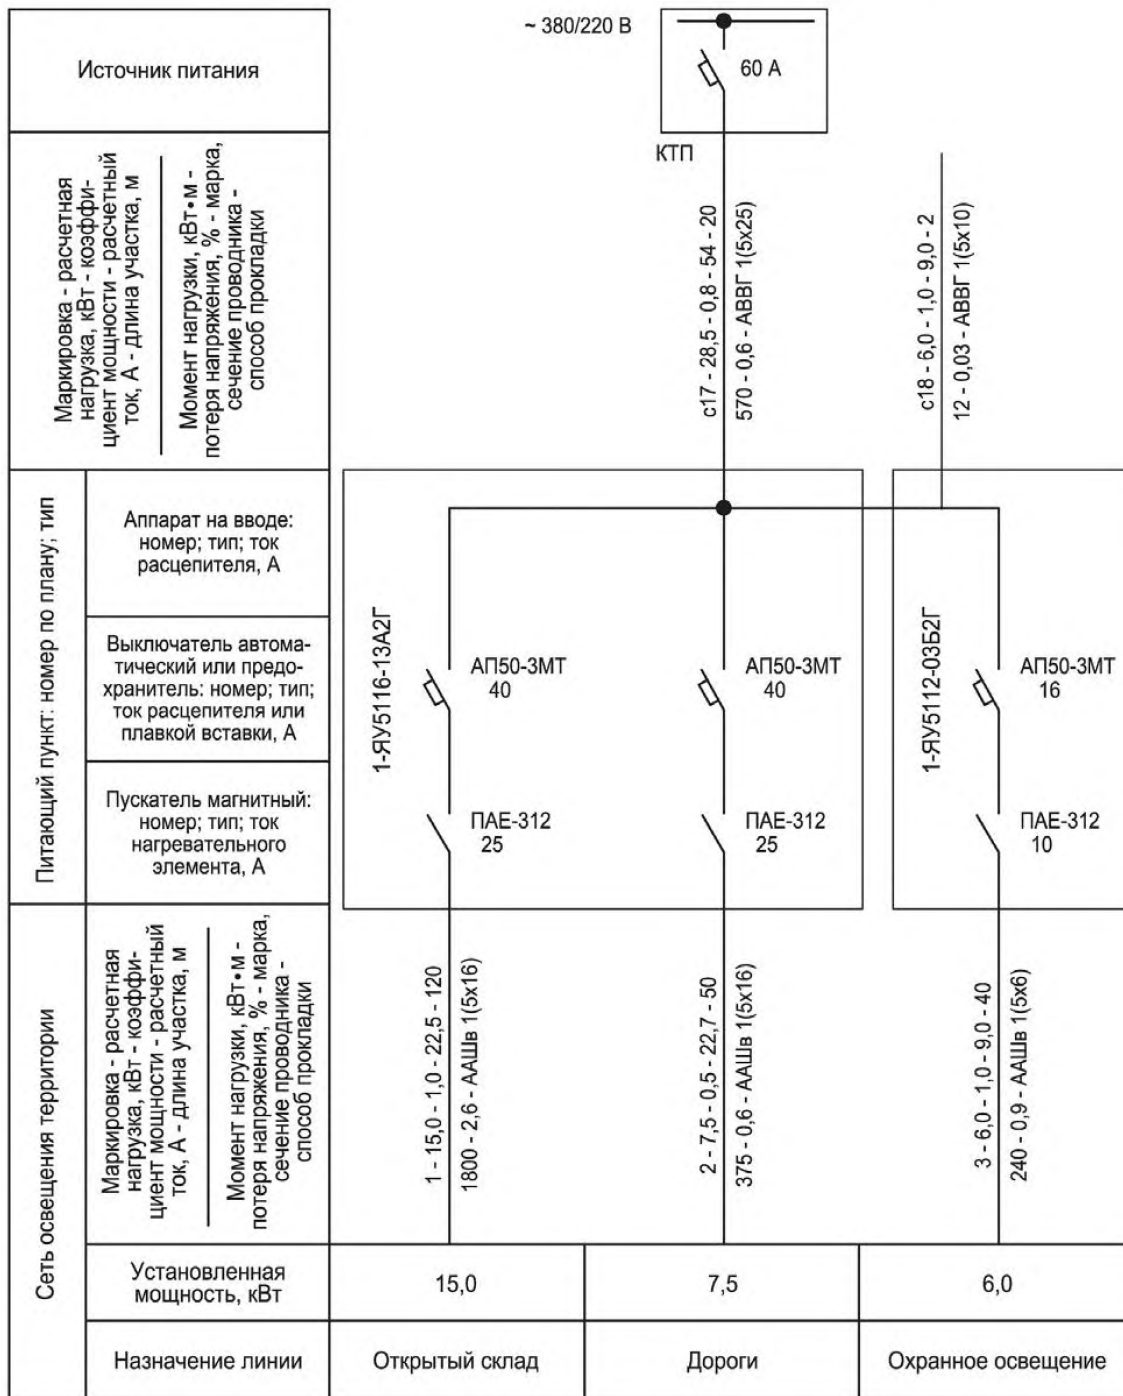 Источник питания
~ 380/220 В
60 А
КТП
Маркировка - расчетная
нагрузка, кВт - коэффи-
циент мощности - расчетный
ток, А - длина участка, м
Момент нагрузки, кВт•м -
потеря напряжения, % - марка,
сечение проводника -
способ прокладки
с17 - 28,5 - 0,8 - 54 - 20
570 - 0,6 - АВВГ 1(5х25)
с18 - 6,0 - 1,0 - 9,0 - 2
12 - 0,03 - АВВГ 1(5х10)
Питающий пункт: номер по плану; тип
Аппарат на вводе:
номер; тип; ток
расцепителя, А
Выключатель автома-
тический или предо-
хранитель: номер; тип;
ток расцепителя или
плавкой вставки, А
Пускатель магнитный:
номер; тип; ток
нагревательного
элемента, А
1-ЯУ5116-13А2Г
АП50-3МТ
40
АП50-3МТ
40
1-ЯУ5112-03Б2Г
АП50-3МТ
16
ПАЕ-312
25
ПАЕ-312
25
ПАЕ-312
10
Сеть освещения территории
Маркировка - расчетная
нагрузка, кВт - коэффи-
циент мощности - расчетный
ток, А - длина участка, м
Момент нагрузки, кВт•м -
потеря напряжения, % - марка,
сечение проводника -
способ прокладки
1 - 15,0 - 1,0 - 22,5 - 120
1800 - 2,6 - ААШв 1(5х16)
2 - 7,5 - 0,5 - 22,7 - 50
375 - 0,6 - ААШв 1(5х16)
3 - 6,0 - 1,0 - 9,0 - 40
240 - 0,9 - ААШв 1(5х6)
Установленная
мощность, кВт
15,0
7,5
6,0
Назначение линии
Открытый склад
Дороги
Охранное освещение